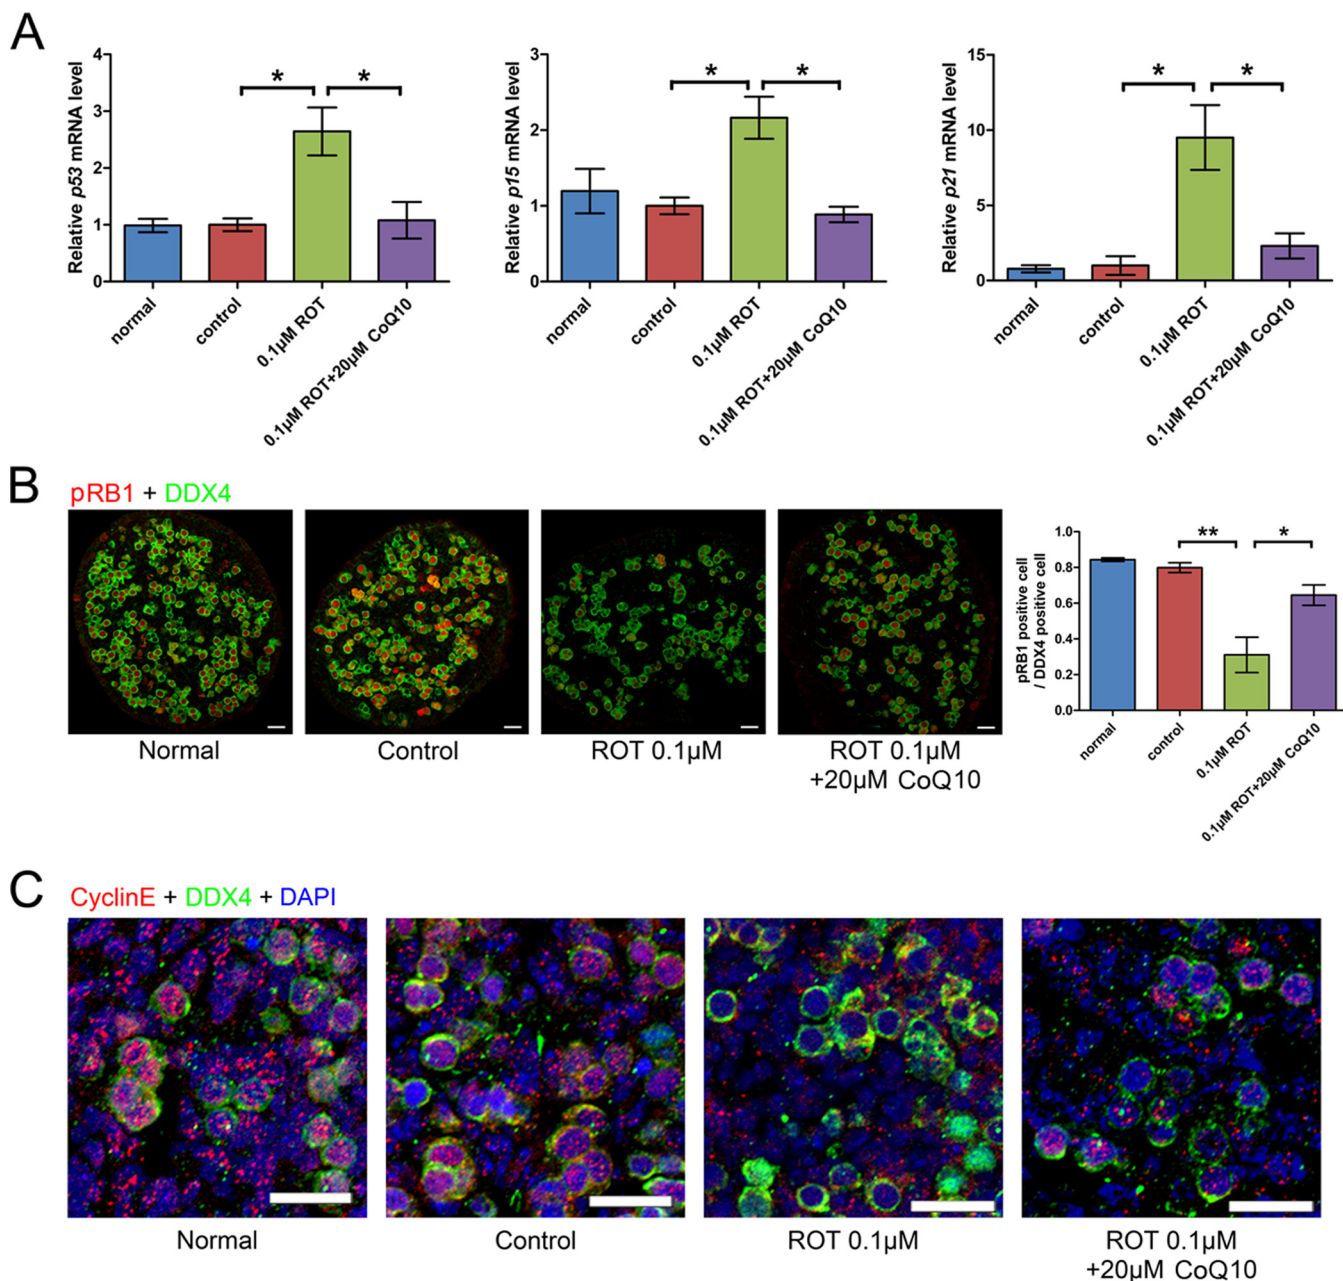 A
Relative p53 mRNA level
4
3
2
1
0
*
*
normal
control
0.1μM ROT
0.1μM ROT+20μM CoQ10
Relative p15 mRNA level
3
2
1
0
*
*
normal
control
0.1μM ROT
0.1μM ROT+20μM CoQ10
Relative p21 mRNA level
15
10
5
0
*
*
normal
control
0.1μM ROT
0.1μM ROT+20μM CoQ10
B
pRB1 + DDX4
Normal
Control
ROT 0.1μM
ROT 0.1μM
+20μM CoQ10
pRB1 positive cell
/ DDX4 positive cell
1.0
0.8
0.6
0.4
0.2
0.0
**
*
normal
control
0.1μM ROT
0.1μM ROT+20μM CoQ10
C
CyclinE + DDX4 + DAPI
Normal
Control
ROT 0.1μM
ROT 0.1μM
+20μM CoQ10